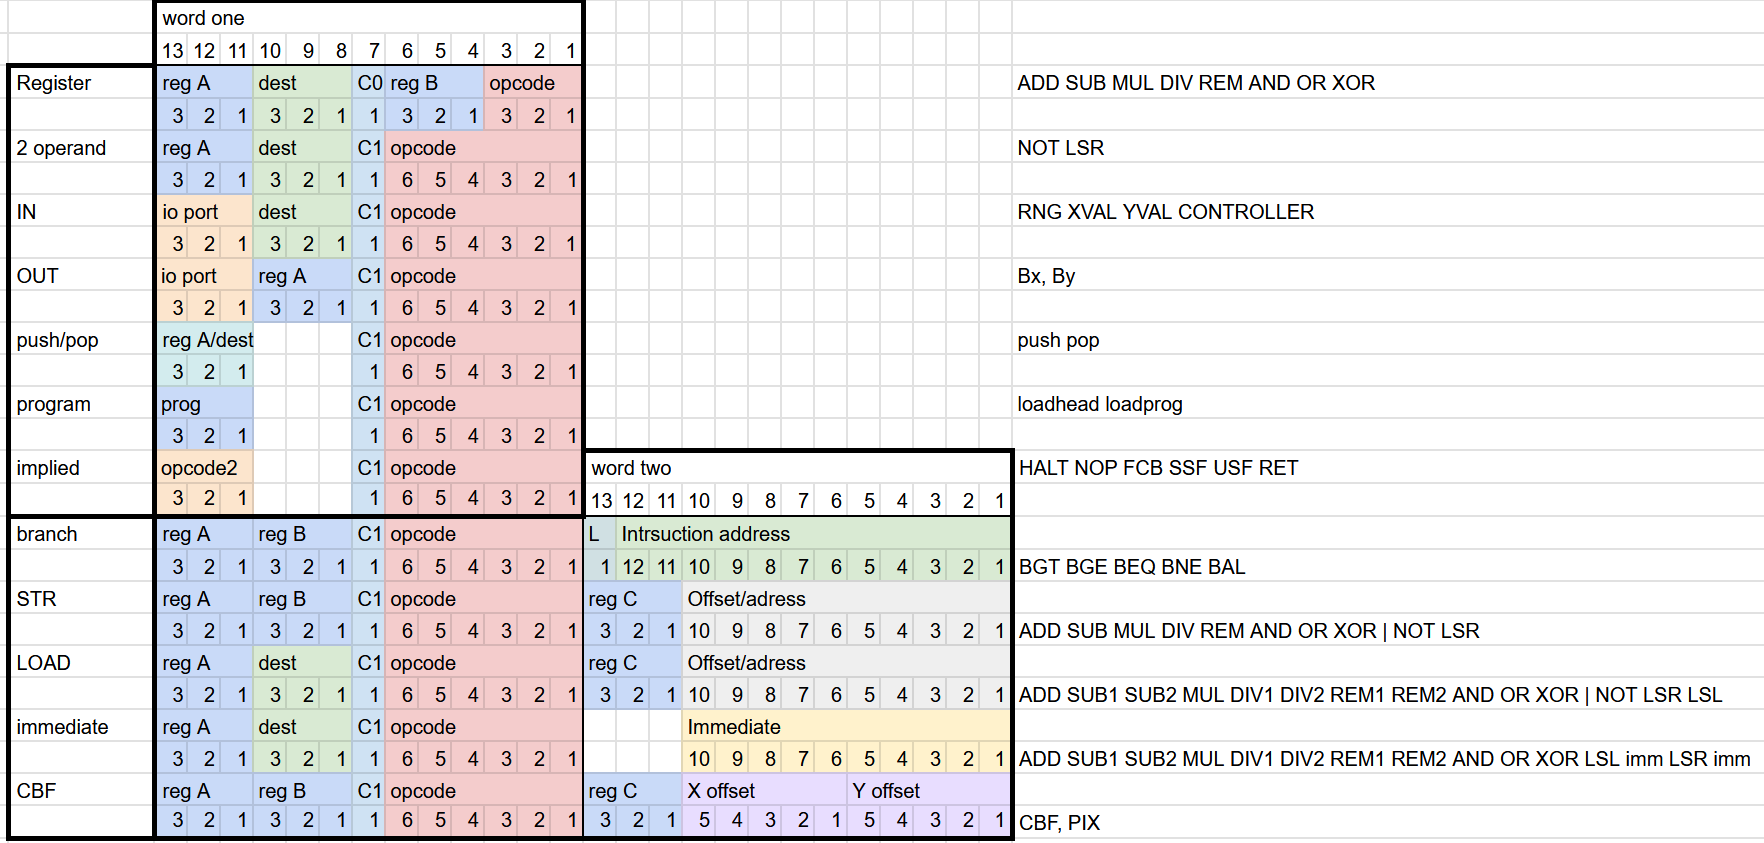 word one
13 12 11 10 9 8 7 6 5 4 3 2 1
Register reg A dest C0 reg B opcode ADD SUB MUL DIV REM AND OR XOR
3 2 1 3 2 1 1 3 2 1 3 2 1
2 operand reg A dest C1 opcode NOT LSR
3 2 1 3 2 1 1 6 5 4 3 2 1
IN io port dest C1 opcode RNG XVAL YVAL CONTROLLER
3 2 1 3 2 1 1 6 5 4 3 2 1
OUT io port reg A C1 opcode Bx, By
3 2 1 3 2 1 1 6 5 4 3 2 1
push/pop reg A/dest C1 opcode push pop
3 2 1 1 6 5 4 3 2 1
program prog C1 opcode loadhead loadprog
3 2 1 1 6 5 4 3 2 1
implied opcode2 C1 opcode word two HALT NOP FCB SSF USF RET
3 2 1 1 6 5 4 3 2 1 13 12 11 10 9 8 7 6 5 4 3 2 1
branch reg A reg B C1 opcode L Intrsuction address
3 2 1 3 2 1 1 6 5 4 3 2 1 1 12 11 10 9 8 7 6 5 4 3 2 1 BGT BGE BEQ BNE BAL
STR reg A reg B C1 opcode reg C Offset/adress
3 2 1 3 2 1 1 6 5 4 3 2 1 3 2 1 10 9 8 7 6 5 4 3 2 1 ADD SUB MUL DIV REM AND OR XOR | NOT LSR
LOAD reg A dest C1 opcode reg C Offset/adress
3 2 1 3 2 1 1 6 5 4 3 2 1 3 2 1 10 9 8 7 6 5 4 3 2 1 ADD SUB1 SUB2 MUL DIV1 DIV2 REM1 REM2 AND OR XOR | NOT LSR LSL
immediate reg A dest C1 opcode Immediate
3 2 1 3 2 1 1 6 5 4 3 2 1 10 9 8 7 6 5 4 3 2 1 ADD SUB1 SUB2 MUL DIV1 DIV2 REM1 REM2 AND OR XOR LSL imm LSR imm
CBF reg A reg B C1 opcode reg C X offset Y offset
3 2 1 3 2 1 1 6 5 4 3 2 1 3 2 1 5 4 3 2 1 5 4 3 2 1 CBF, PIX